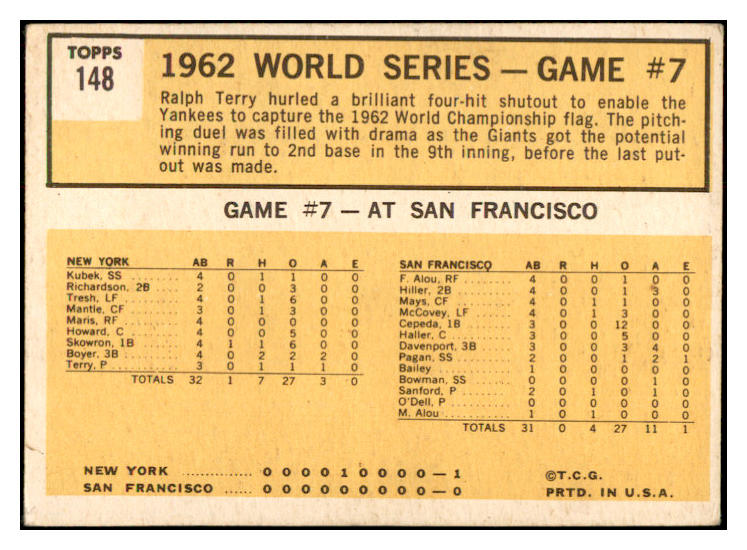 TOPPS
148
1962 WORLD SERIES — GAME #7
Ralph Terry hurled a brilliant four-hit shutout to enable the
Yankees to capture the 1962 World Championship flag. The pitch-
ing duel was filled with drama as the Giants got the potential
winning run to 2nd base in the 9th inning, before the last put-
out was made.
GAME #7 — AT SAN FRANCISCO
NEW YORK AB R H O A E
Kubek, SS ........ 4 0 1 1 0 0
Richardson, 2B .... 2 0 0 3 0 0
Tresh, LF ........ 4 0 1 6 0 0
Mantle, CF ....... 3 0 1 3 0 0
Maris, RF ........ 4 0 0 0 0 0
Howard, C ....... 4 0 0 5 0 0
Skowron, 1B ...... 4 1 1 6 0 0
Boyer, 3B ........ 4 0 2 2 2 0
Terry, P .......... 3 0 1 1 1 0
TOTALS 32 1 7 27 3 0
SAN FRANCISCO AB R H O A E
F. Alou, RF ....... 4 0 0 1 0 0
Hiller, 2B ........ 4 0 0 1 3 0
Mays, CF ........ 4 0 1 1 0 0
McCovey, LF ..... 4 0 1 3 0 0
Cepeda, 1B ...... 3 0 0 12 0 0
Haller, C ........ 3 0 0 5 0 0
Davenport, 3B .... 3 0 0 3 4 0
Pagan, SS ........ 2 0 0 1 2 1
Bailey ........... 1 0 0 0 0 0
Bowman, SS ...... 0 0 0 0 1 0
Sanford, P ....... 2 0 1 0 1 0
O'Dell, P ........ 0 0 0 0 0 0
M. Alou .......... 1 0 1 0 0 0
TOTALS 31 0 4 27 11 1
NEW YORK .............. 0 0 0 0 1 0 0 0 0 — 1
SAN FRANCISCO ...... 0 0 0 0 0 0 0 0 0 — 0
©T.C.G.
PRTD. IN U.S.A.